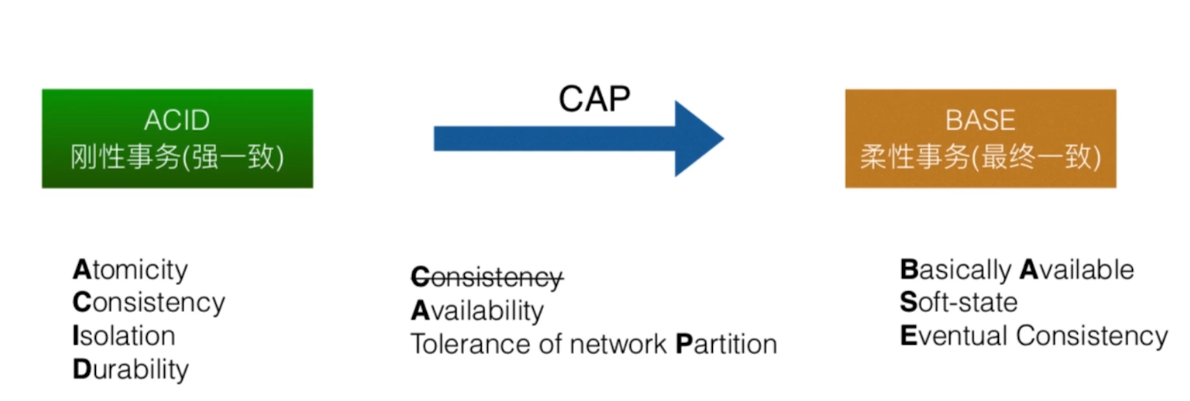 CAP
ACID
刚性事务(强一致)
BASE
柔性事务(最终一致)
Atomicity
Consistency
Isolation
Durability
Consistency
Availability
Tolerance of network Partition
Basically Available
Soft-state
Eventual Consistency